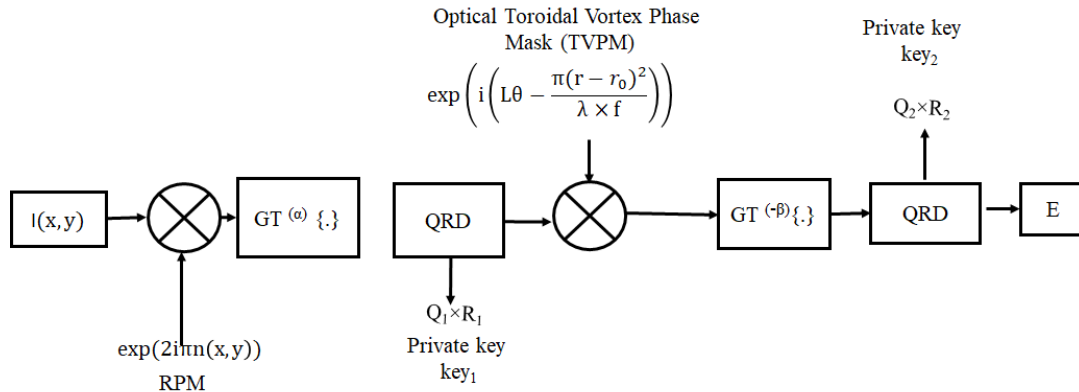 Optical Toroidal Vortex Phase
Mask (TVPM)
exp(i(Lθ − π(r − r₀)² / λ × f))
Private key
key₂
Q₂×R₂
I(x,y)
GT ⁽ᵅ⁾ {.}
QRD
GT ⁽⁻ᵝ⁾{.}
QRD
E
Q₁×R₁
Private key
key₁
exp(2iπn(x,y))
RPM